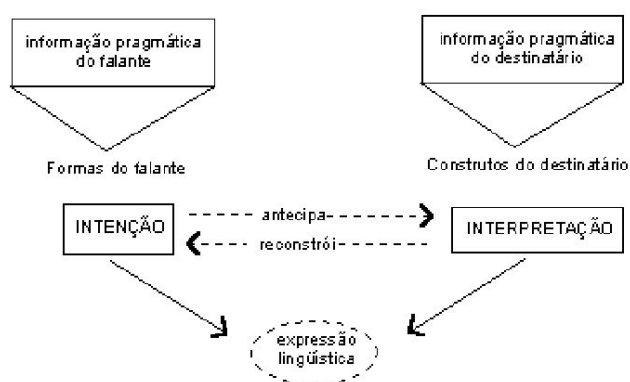 informação pragmática
do falante
informação pragmática
do destinatário
Formas do falante
Construtos do destinatário
INTENÇÃO
antecipa
reconstrói
INTERPRETAÇÃO
expressão
lingüística